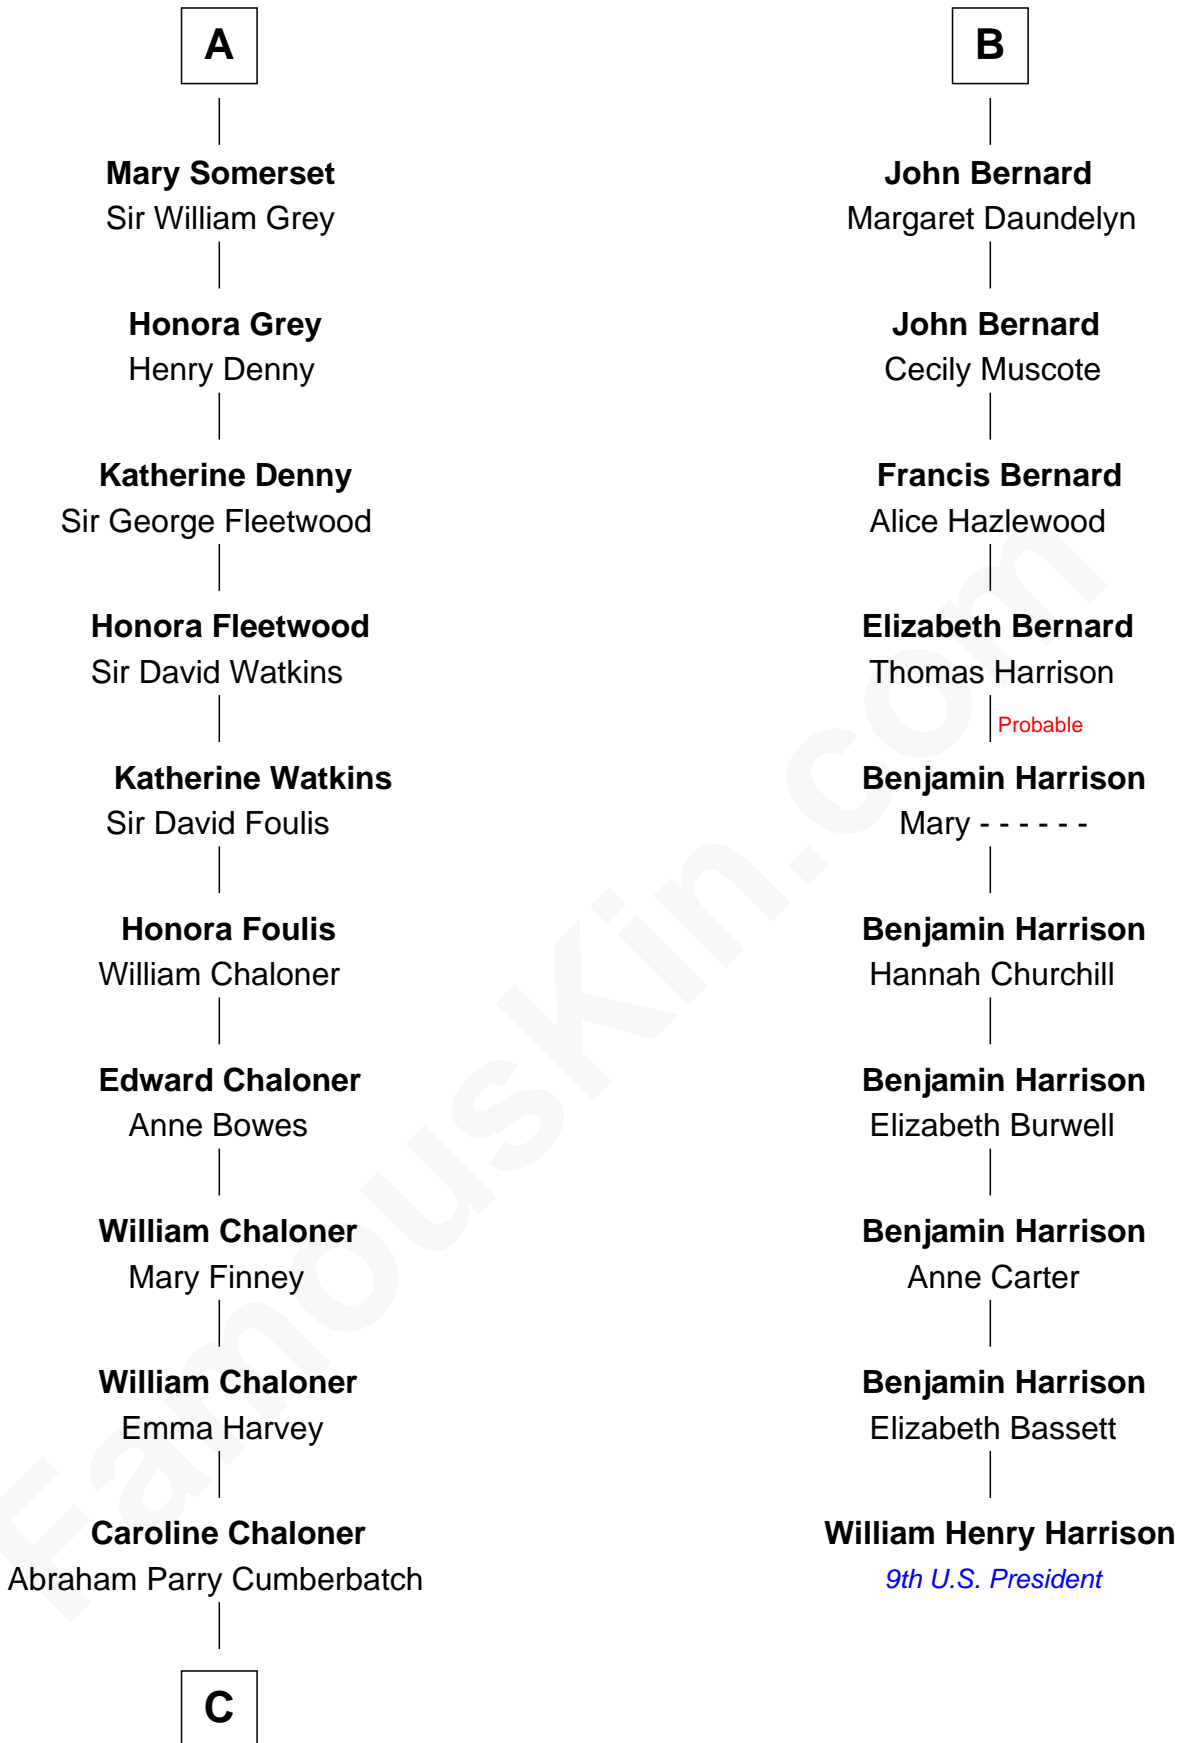 A
Mary Somerset
Sir William Grey
Honora Grey
Henry Denny
Katherine Denny
Sir George Fleetwood
Honora Fleetwood
Sir David Watkins
Katherine Watkins
Sir David Foulis
Honora Foulis
William Chaloner
Edward Chaloner
Anne Bowes
William Chaloner
Mary Finney
William Chaloner
Emma Harvey
Caroline Chaloner
Abraham Parry Cumberbatch
C
B
John Bernard
Margaret Daundelyn
John Bernard
Cecily Muscote
Francis Bernard
Alice Hazlewood
Elizabeth Bernard
Thomas Harrison
Probable
Benjamin Harrison
Mary - - - - - -
Benjamin Harrison
Hannah Churchill
Benjamin Harrison
Elizabeth Burwell
Benjamin Harrison
Anne Carter
Benjamin Harrison
Elizabeth Bassett
William Henry Harrison
9th U.S. President
FamousKin.com